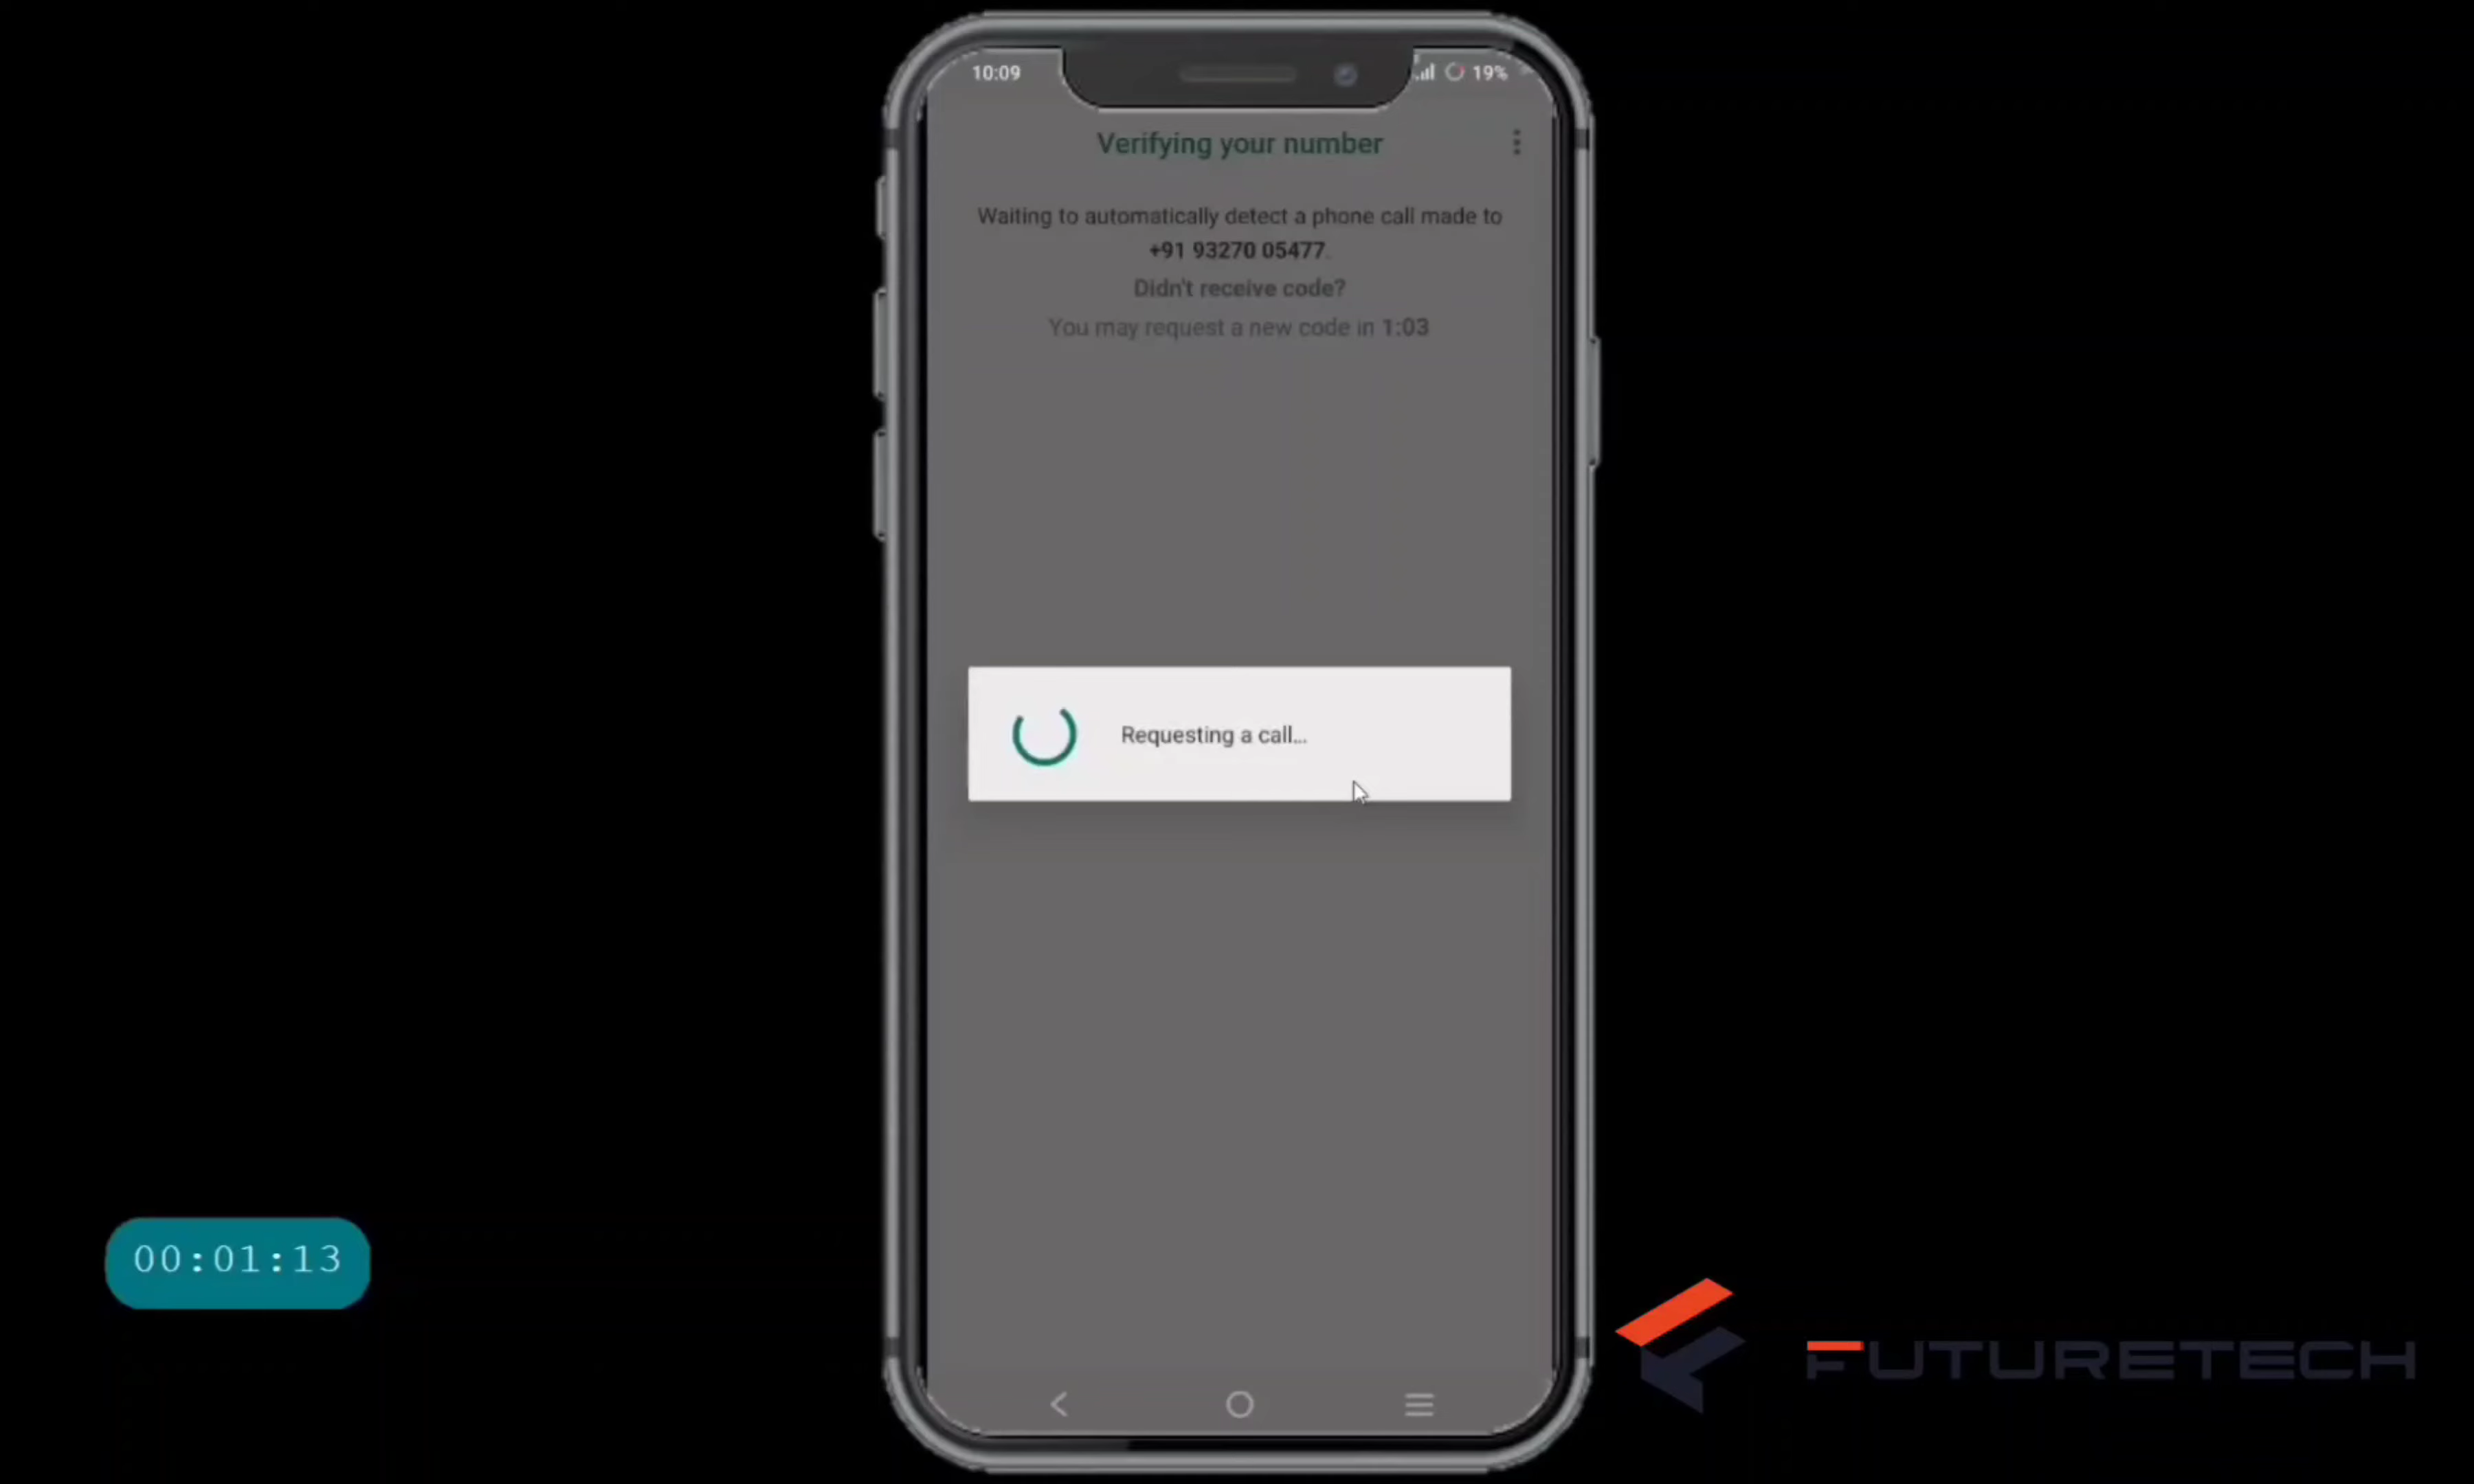 10:09
19%
Verifying your number
Waiting to automatically detect a phone call made to
+91 93270 05477.
Didn't receive code?
You may request a new code in 1:03
Requesting a call...
00:01:13
FUTURETECH